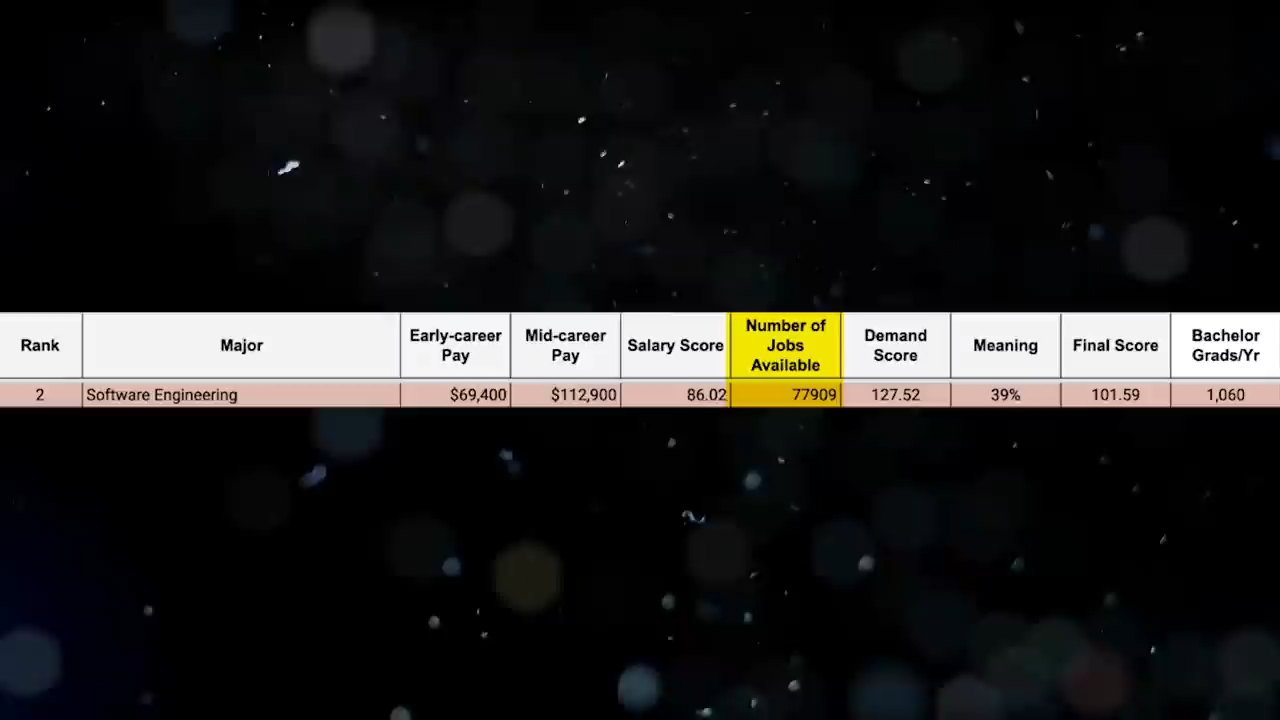 Rank
Major
Early-career
Pay
Mid-career
Pay
Salary Score
Number of
Jobs
Available
Demand
Score
Meaning
Final Score
Bachelor
Grads/Yr
2
Software Engineering
$69,400
$112,900
86.02
77909
127.52
39%
101.59
1,060